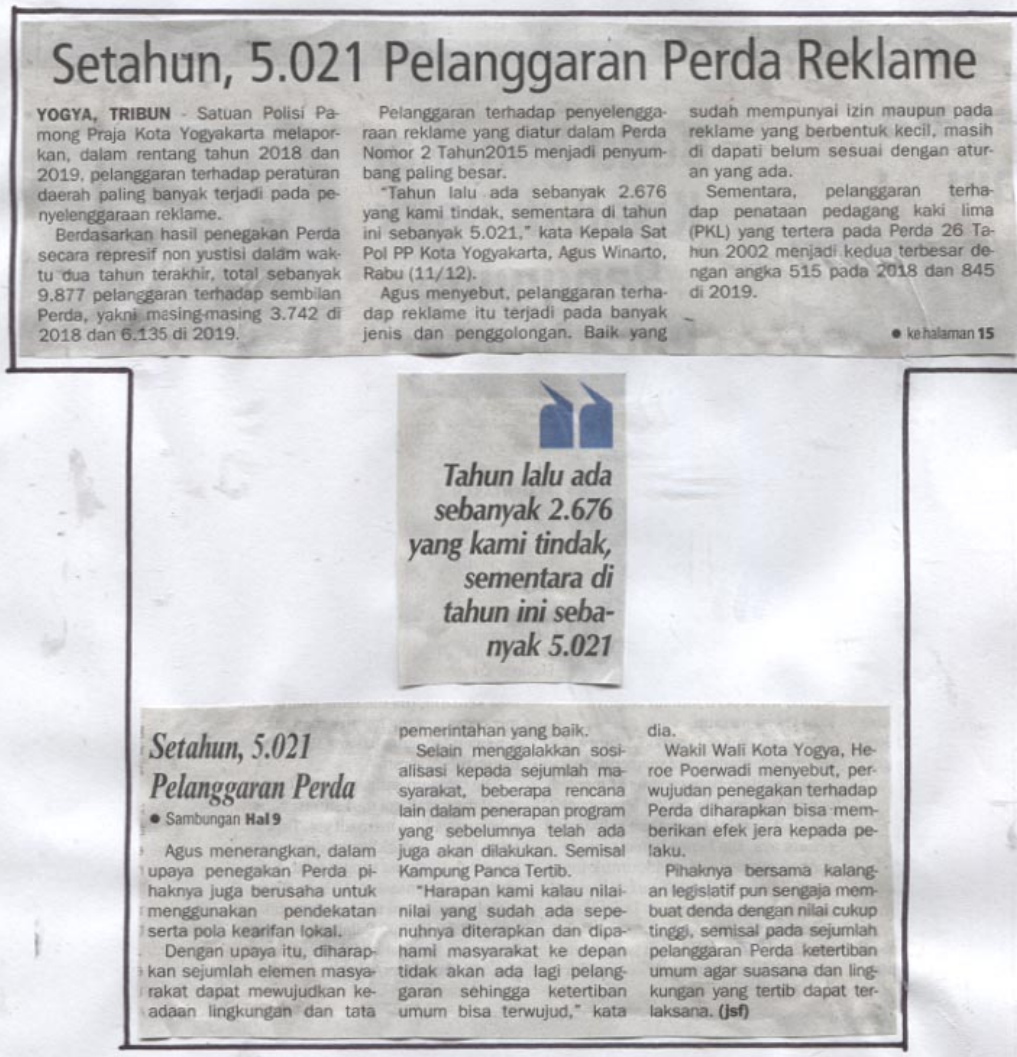 Setahun, 5.021 Pelanggaran Perda Reklame
YOGYA, TRIBUN - Satuan Polisi Pa-
mong Praja Kota Yogyakarta melapor-
kan, dalam rentang tahun 2018 dan
2019, pelanggaran terhadap peraturan
daerah paling banyak terjadi pada pe-
nyelenggaraan reklame.
Berdasarkan hasil penegakan Perda
secara represif non yustisi dalam wak-
tu dua tahun terakhir, total sebanyak
9.877 pelanggaran terhadap sembilan
Perda, yakni masing-masing 3.742 di
2018 dan 6.135 di 2019.
Pelanggaran terhadap penyelengga-
raan reklame yang diatur dalam Perda
Nomor 2 Tahun2015 menjadi penyum-
bang paling besar.
"Tahun lalu ada sebanyak 2.676
yang kami tindak, sementara di tahun
ini sebanyak 5.021," kata Kepala Sat
Pol PP Kota Yogyakarta, Agus Winarto,
Rabu (11/12).
Agus menyebut, pelanggaran terha-
dap reklame itu terjadi pada banyak
jenis dan penggolongan. Baik yang
sudah mempunyai izin maupun pada
reklame yang berbentuk kecil, masih
di dapati belum sesuai dengan atur-
an yang ada.
Sementara, pelanggaran terha-
dap penataan pedagang kaki lima
(PKL) yang tertera pada Perda 26 Ta-
hun 2002 menjadi kedua terbesar de-
ngan angka 515 pada 2018 dan 845
di 2019.
● ke halaman 15
Tahun lalu ada
sebanyak 2.676
yang kami tindak,
sementara di
tahun ini seba-
nyak 5.021
Setahun, 5.021
Pelanggaran Perda
● Sambungan Hal 9
Agus menerangkan, dalam
upaya penegakan Perda pi-
haknya juga berusaha untuk
menggunakan pendekatan
serta pola kearifan lokal.
Dengan upaya itu, diharap-
kan sejumlah elemen masya-
rakat dapat mewujudkan ke-
adaan lingkungan dan tata
pemerintahan yang baik.
Selain menggalakkan sosi-
alisasi kepada sejumlah ma-
syarakat, beberapa rencana
lain dalam penerapan program
yang sebelumnya telah ada
juga akan dilakukan. Semisal
Kampung Panca Tertib.
"Harapan kami kalau nilai-
nilai yang sudah ada sepe-
nuhnya diterapkan dan dipa-
hami masyarakat ke depan
tidak akan ada lagi pelang-
garan sehingga ketertiban
umum bisa terwujud," kata
dia.
Wakil Wali Kota Yogya, He-
roe Poerwadi menyebut, per-
wujudan penegakan terhadap
Perda diharapkan bisa mem-
berikan efek jera kepada pe-
laku.
Pihaknya bersama kalang-
an legislatif pun sengaja mem-
buat denda dengan nilai cukup
tinggi, semisal pada sejumlah
pelanggaran Perda ketertiban
umum agar suasana dan ling-
kungan yang tertib dapat ter-
laksana. (jsf)